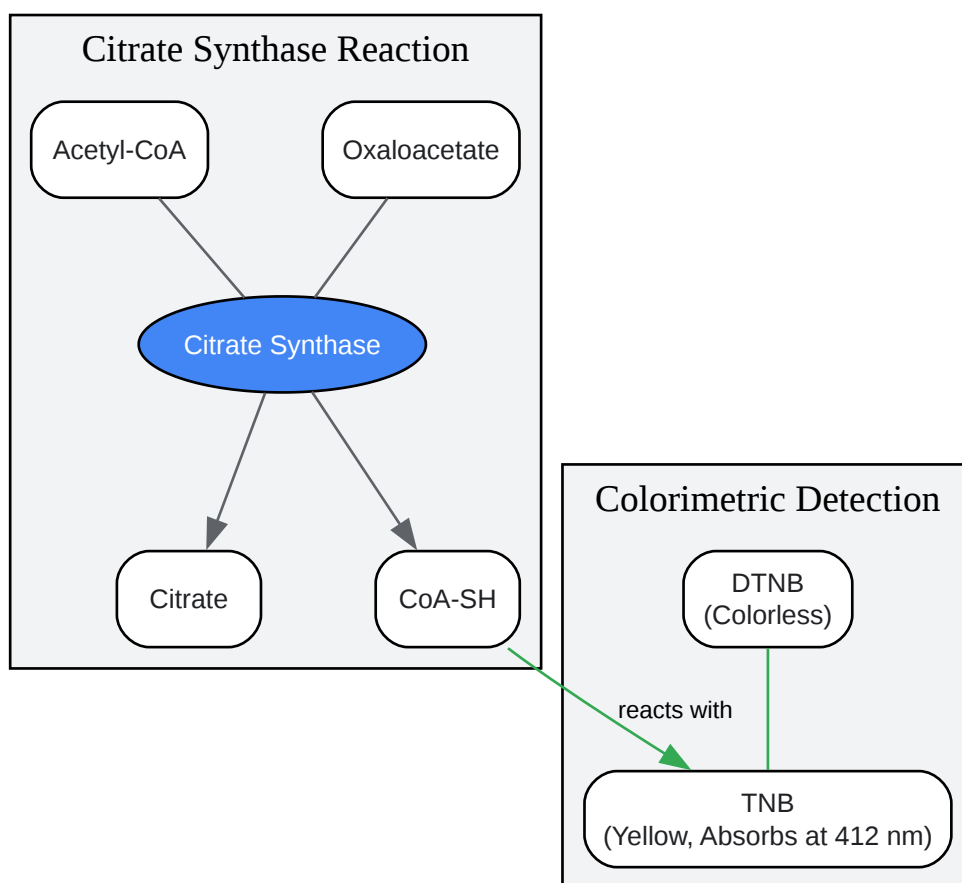 Citrate Synthase Reaction
Acetyl-CoA
Oxaloacetate
Citrate Synthase
Citrate
CoA-SH
Colorimetric Detection
DTNB
(Colorless)
reacts with
TNB
(Yellow, Absorbs at 412 nm)